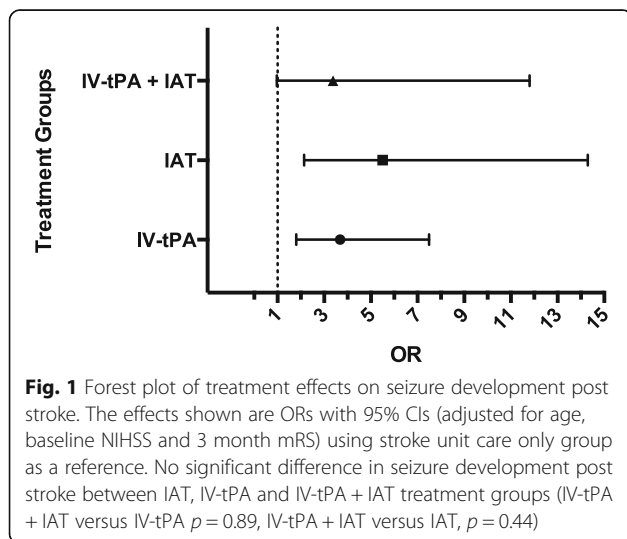 Treatment Groups
IV-tPA + IAT
IAT
IV-tPA
1 3 5 7 9 11 13 15
OR
Fig. 1 Forest plot of treatment effects on seizure development post
stroke. The effects shown are ORs with 95% CIs (adjusted for age,
baseline NIHSS and 3 month mRS) using stroke unit care only group
as a reference. No significant difference in seizure development post
stroke between IAT, IV-tPA and IV-tPA + IAT treatment groups (IV-tPA
+ IAT versus IV-tPA p = 0.89, IV-tPA + IAT versus IAT, p = 0.44)